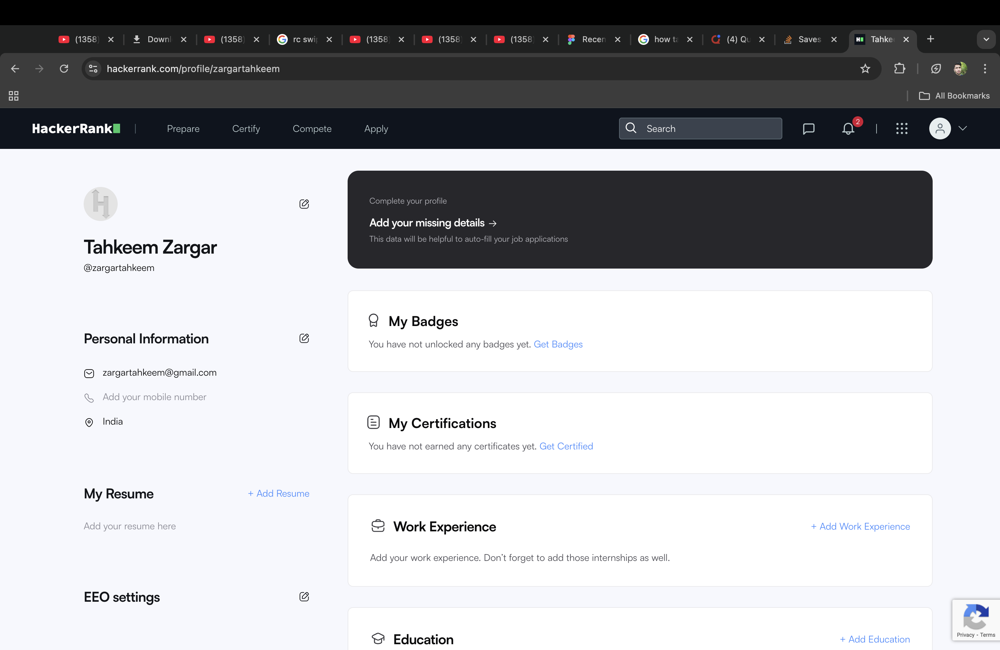 (1358)
Downl
(1358)
rc swi
(1358)
(1358)
(1358)
Recen
how ta
(4) Qu
Saves
Tahkee
hackerrank.com/profile/zargartahkeem
All Bookmarks
HackerRank
Prepare
Certify
Compete
Apply
Search
2
Tahkeem Zargar
@zargartahkeem
Personal Information
zargartahkeem@gmail.com
Add your mobile number
India
My Resume
+ Add Resume
Add your resume here
EEO settings
Complete your profile
Add your missing details →
This data will be helpful to auto-fill your job applications
My Badges
You have not unlocked any badges yet. Get Badges
My Certifications
You have not earned any certificates yet. Get Certified
Work Experience
+ Add Work Experience
Add your work experience. Don’t forget to add those internships as well.
Education
+ Add Education
Privacy - Terms